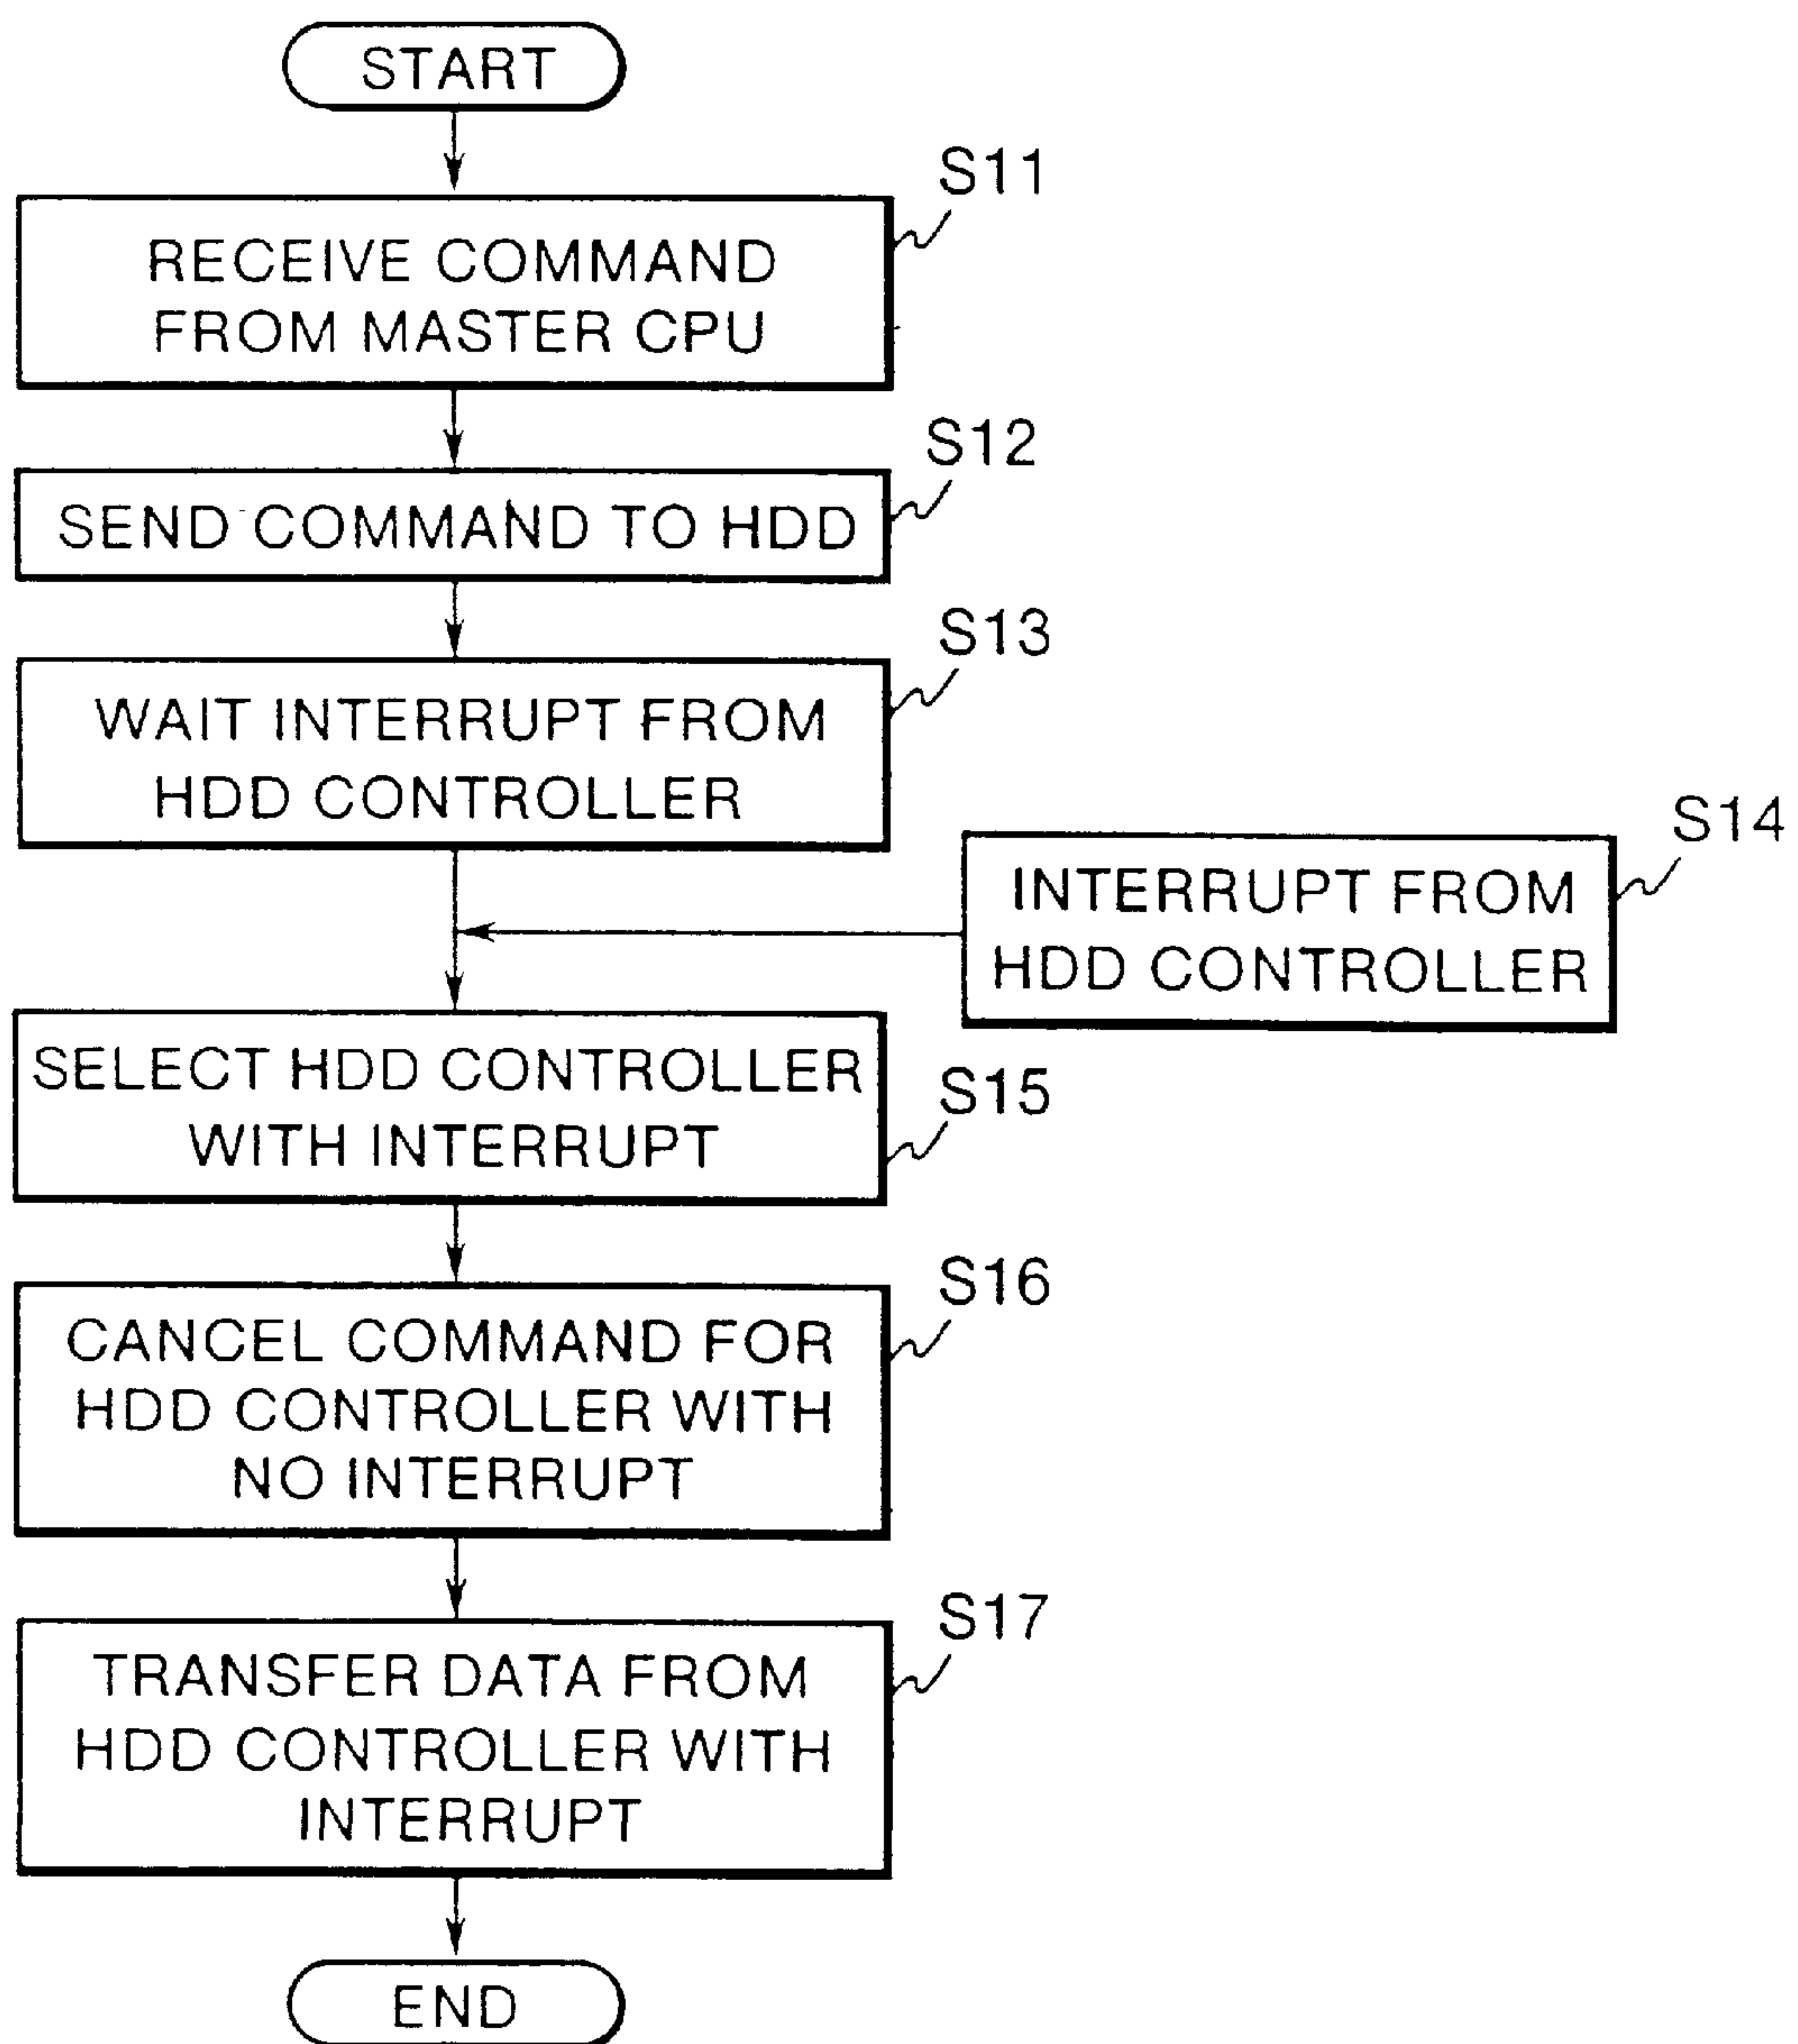 START
S11
RECEIVE COMMAND
FROM MASTER CPU
S12
SEND COMMAND TO HDD
S13
WAIT INTERRUPT FROM
HDD CONTROLLER
S14
INTERRUPT FROM
HDD CONTROLLER
S15
SELECT HDD CONTROLLER
WITH INTERRUPT
S16
CANCEL COMMAND FOR
HDD CONTROLLER WITH
NO INTERRUPT
S17
TRANSFER DATA FROM
HDD CONTROLLER WITH
INTERRUPT
END